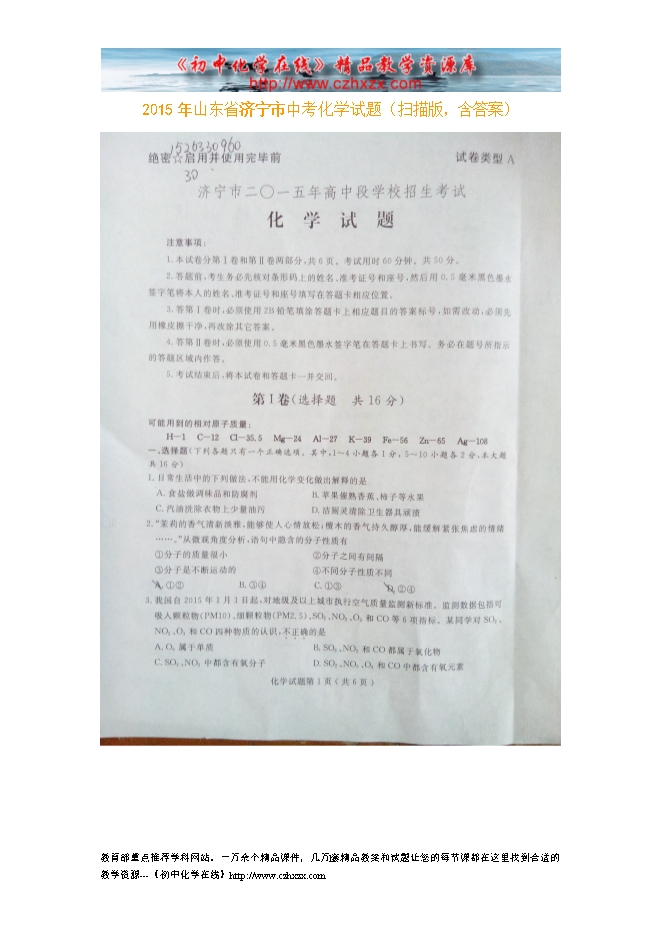 《初中化学在线》精品教学资源库
http://www.czhxzx.com
2015年山东省济宁市中考化学试题（扫描版，含答案）
1526330960
绝密☆启用并使用完毕前
试卷类型 A
30
济宁市二〇一五年高中段学校招生考试
化 学 试 题
注意事项：
1.本试卷分第Ⅰ卷和第Ⅱ卷两部分,共6页。考试用时60分钟。共50分。
2.答题前,考生务必先核对条形码上的姓名、准考证号和座号,然后用0.5毫米黑色墨水
签字笔将本人的姓名、准考证号和座号填写在答题卡相应位置。
3.答第Ⅰ卷时,必须使用2B铅笔填涂答题卡上相应题目的答案标号,如需改动,必须先
用橡皮擦干净,再改涂其它答案。
4.答第Ⅱ卷时,必须使用0.5毫米黑色墨水签字笔在答题卡上书写。务必在题号所指示
的答题区域内作答。
5.考试结束后,将本试卷和答题卡一并交回。
第Ⅰ卷(选择题 共16分)
可能用到的相对原子质量：
H—1 C—12 Cl—35.5 Mg—24 Al—27 K—39 Fe—56 Zn—65 Ag—108
一、选择题(下列各题只有一个正确选项。其中,1~4小题各1分,5~10小题各2分,本大题
共16分)
1.日常生活中的下列做法,不能用化学变化做出解释的是
A.食盐做调味品和防腐剂 B.苹果催熟香蕉、柿子等水果
C.汽油洗除衣物上少量油污 D.洁厕灵清除卫生器具顽渍
2.“茉莉的香气清新淡雅,能够使人心情放松；檀木的香气持久醇厚,能缓解紧张焦虑的情绪
……。”从微观角度分析,语句中隐含的分子性质有
①分子的质量很小 ②分子之间有间隔
③分子是不断运动的 ④不同分子性质不同
A.①② B.③④ C.①③ D.②④
3.我国自2015年1月1日起,对地级及以上城市执行空气质量监测新标准。监测数据包括可
吸入颗粒物(PM10)、细颗粒物(PM2.5)、SO₂、NO₂、O₃和CO等6项指标。某同学对SO₂、
NO₂、O₃和CO四种物质的认识,不正确的是
A.O₃属于单质 B.SO₂、NO₂和CO都属于氧化物
C.SO₂、NO₂中都含有氧分子 D.SO₂、NO₂、O₃和CO中都含有氧元素
化学试题第1页(共6页)
教育部重点推荐学科网站。一万余个精品课件，几万套精品教案和试题让您的每节课都在这里找到合适的
教学资源...《初中化学在线》http://www.czhxzx.com